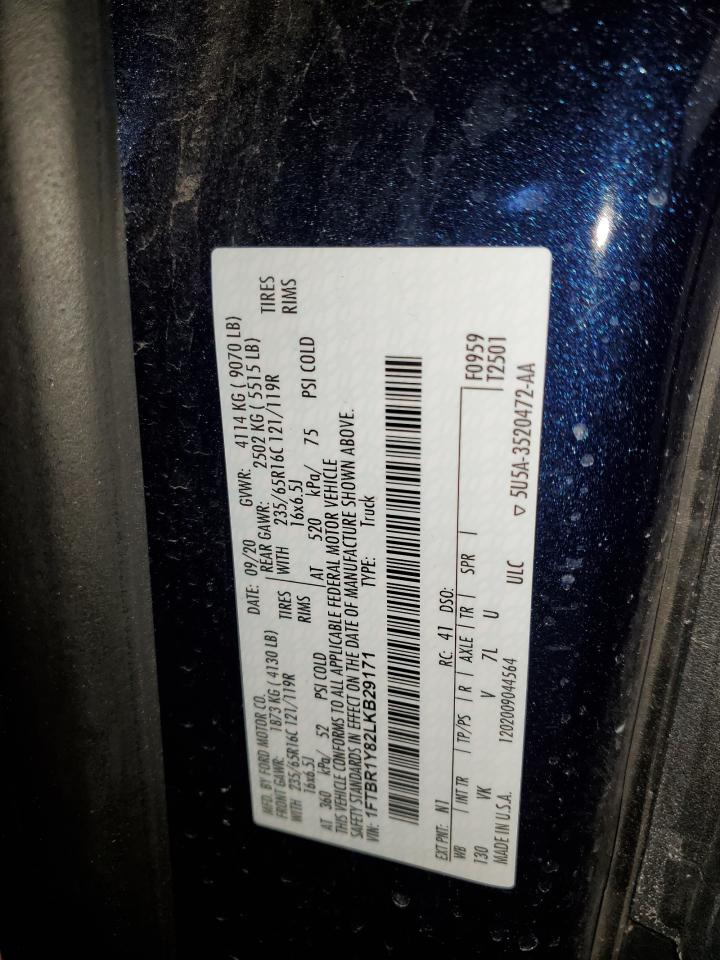 MFD. BY FORD MOTOR CO. DATE: 09/20 GVWR: 4114 KG ( 9070 LB)
FRONT GAWR: 1873 KG ( 4130 LB) REAR GAWR: 2502 KG ( 5515 LB)
WITH 235/65R16C 121/119R TIRES WITH 235/65R16C 121/119R TIRES
16x6.5J RIMS 16x6.5J RIMS
AT 360 kPa/ 52 PSI COLD AT 520 kPa/ 75 PSI COLD
THIS VEHICLE CONFORMS TO ALL APPLICABLE FEDERAL MOTOR VEHICLE
SAFETY STANDARDS IN EFFECT ON THE DATE OF MANUFACTURE SHOWN ABOVE.
VIN: 1FTBR1Y82LKB29171 TYPE: Truck
EXT PNT: N1 RC: 41 DSO: F0959
WB INT TR TP/PS R AXLE TR SPR T2501
130 VK V 7L U
MADE IN U.S.A. 1202009044564 ULC ▽ 5U5A-3520472-AA